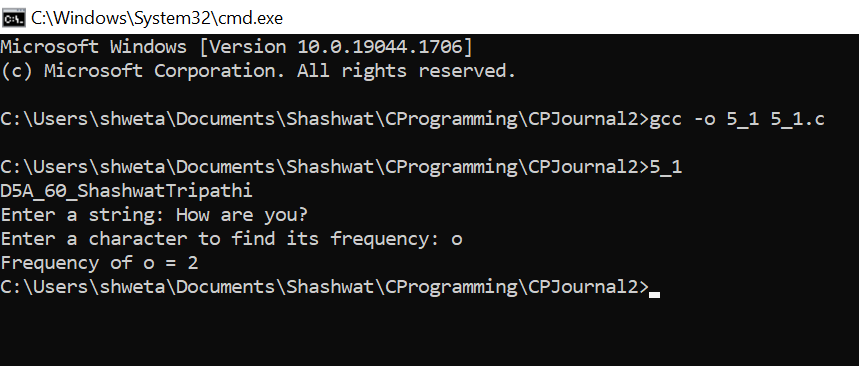 C:\Windows\System32\cmd.exe
Microsoft Windows [Version 10.0.19044.1706]
(c) Microsoft Corporation. All rights reserved.
C:\Users\shweta\Documents\Shashwat\CProgramming\CPJournal2>gcc -o 5_1 5_1.c
C:\Users\shweta\Documents\Shashwat\CProgramming\CPJournal2>5_1
D5A_60_ShashwatTripathi
Enter a string: How are you?
Enter a character to find its frequency: o
Frequency of o = 2
C:\Users\shweta\Documents\Shashwat\CProgramming\CPJournal2>